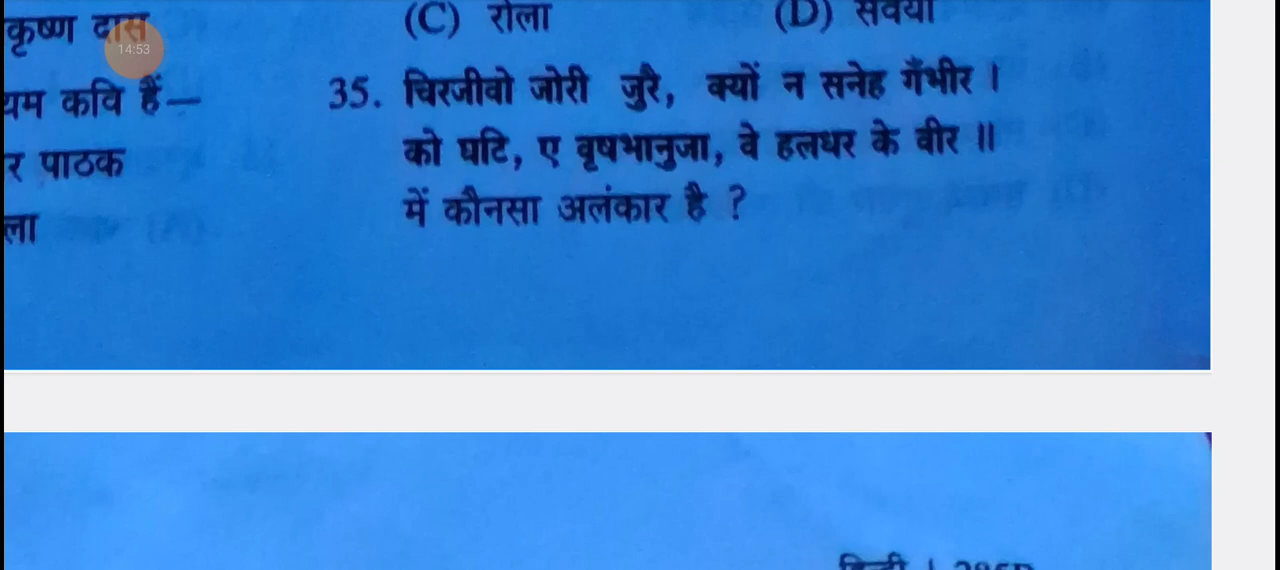 कृष्ण दास
14:53
यम कवि हैं—
र पाठक
ला
(C) रोला
(D) सवैया
35. चिरजीवो जोरी जुरै, क्यों न सनेह गँभीर ।
को घटि, ए वृषभानुजा, वे हलधर के वीर ॥
में कौनसा अलंकार है ?